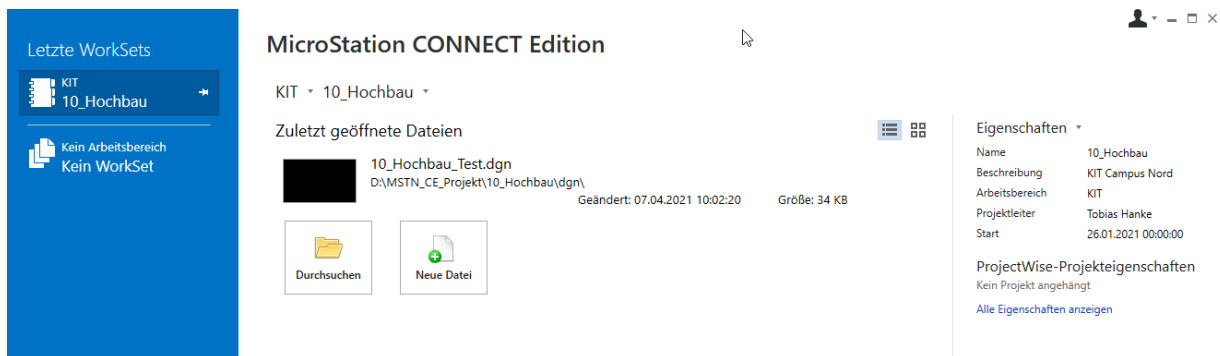 Letzte WorkSets
KIT
10_Hochbau
Kein Arbeitsbereich
Kein WorkSet
MicroStation CONNECT Edition
KIT 10_Hochbau
Zuletzt geöffnete Dateien
10_Hochbau_Test.dgn
D:\MSTN_CE_Projekt\10_Hochbau\dgn\
Geändert: 07.04.2021 10:02:20 Größe: 34 KB
Durchsuchen
Neue Datei
Eigenschaften
Name 10_Hochbau
Beschreibung KIT Campus Nord
Arbeitsbereich KIT
Projektleiter Tobias Hanke
Start 26.01.2021 00:00:00
ProjectWise-Projekteigenschaften
Kein Projekt angehängt
Alle Eigenschaften anzeigen